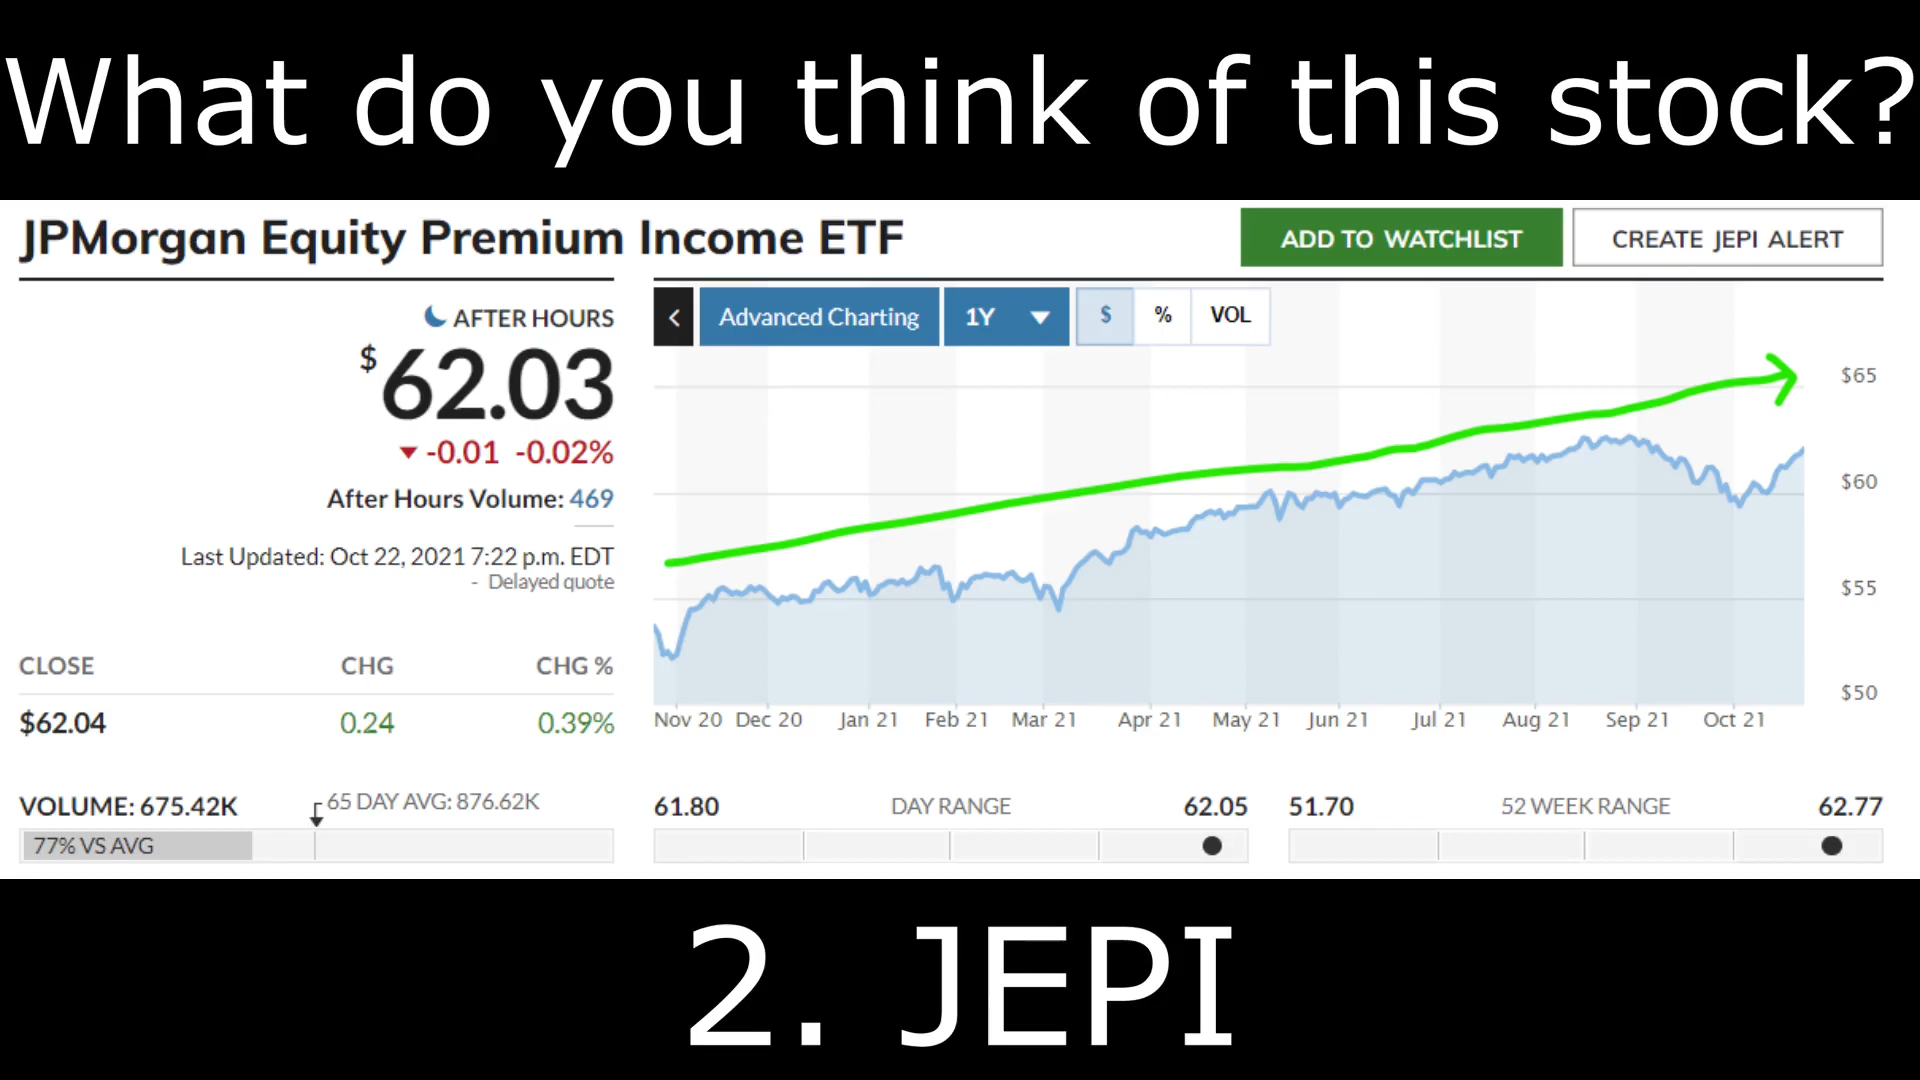 What do you think of this stock?
JPMorgan Equity Premium Income ETF
ADD TO WATCHLIST
CREATE JEPI ALERT
AFTER HOURS
$62.03
-0.01 -0.02%
After Hours Volume: 469
Last Updated: Oct 22, 2021 7:22 p.m. EDT
- Delayed quote
CLOSE CHG CHG %
$62.04 0.24 0.39%
VOLUME: 675.42K 65 DAY AVG: 876.62K
77% VS AVG
Advanced Charting 1Y $ % VOL
$65
$60
$55
$50
Nov 20 Dec 20 Jan 21 Feb 21 Mar 21 Apr 21 May 21 Jun 21 Jul 21 Aug 21 Sep 21 Oct 21
61.80 DAY RANGE 62.05
51.70 52 WEEK RANGE 62.77
2. JEPI